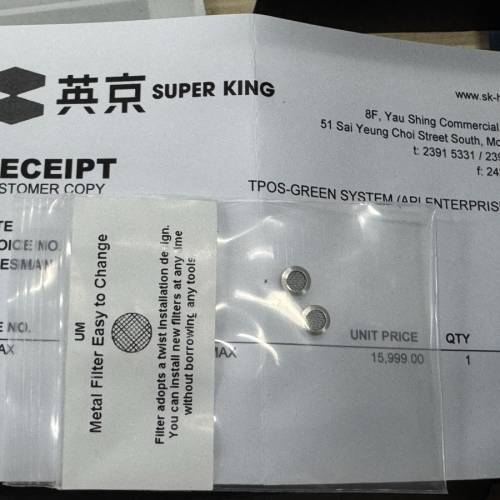 英京 SUPER KING
www.sk-h
8F, Yau Shing Commercial
51 Sai Yeung Choi Street South, Mo
t: 2391 5331 / 239
f: 24
ECEIPT
STOMER COPY
TPOS-GREEN SYSTEM (API ENTERPRIS
TE
OICE NO.
ESMAN
E NO.
UNIT PRICE
QTY
AX
MAX
15,999.00
1
UM
Metal Filter Easy to Change
Filter adopts a twist Installation design.
You can Install new filters at any time
without borrowing any tools